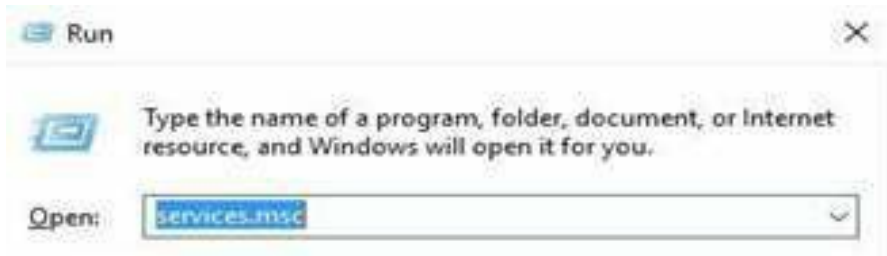 Run
Type the name of a program, folder, document, or Internet
resource, and Windows will open it for you.
Open: services.msc